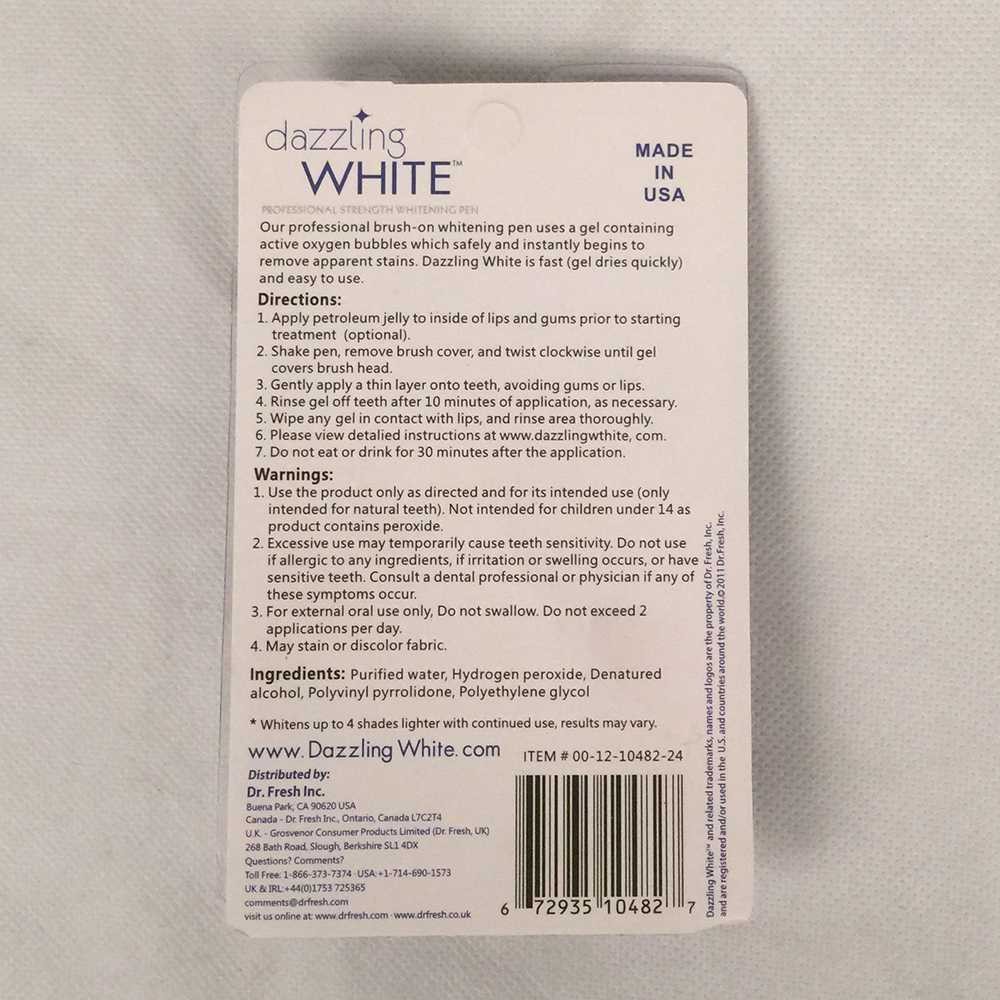 dazzling
WHITE™
PROFESSIONAL STRENGTH WHITENING PEN
MADE
IN
USA
Our professional brush-on whitening pen uses a gel containing
active oxygen bubbles which safely and instantly begins to
remove apparent stains. Dazzling White is fast (gel dries quickly)
and easy to use.
Directions:
1. Apply petroleum jelly to inside of lips and gums prior to starting
treatment (optional).
2. Shake pen, remove brush cover, and twist clockwise until gel
covers brush head.
3. Gently apply a thin layer onto teeth, avoiding gums or lips.
4. Rinse gel off teeth after 10 minutes of application, as necessary.
5. Wipe any gel in contact with lips, and rinse area thoroughly.
6. Please view detalied instructions at www.dazzlingwthite, com.
7. Do not eat or drink for 30 minutes after the application.
Warnings:
1. Use the product only as directed and for its intended use (only
intended for natural teeth). Not intended for children under 14 as
product contains peroxide.
2. Excessive use may temporarily cause teeth sensitivity. Do not use
if allergic to any ingredients, if irritation or swelling occurs, or have
sensitive teeth. Consult a dental professional or physician if any of
these symptoms occur.
3. For external oral use only, Do not swallow. Do not exceed 2
applications per day.
4. May stain or discolor fabric.
Ingredients: Purified water, Hydrogen peroxide, Denatured
alcohol, Polyvinyl pyrrolidone, Polyethylene glycol
* Whitens up to 4 shades lighter with continued use, results may vary.
www. Dazzling White. com
ITEM # 00-12-10482-24
Distributed by:
Dr. Fresh Inc.
Buena Park, CA 90620 USA
Canada - Dr. Fresh Inc., Ontario, Canada L7C2T4
U.K. - Grosvenor Consumer Products Limited (Dr. Fresh, UK)
268 Bath Road, Slough, Berkshire SL1 4DX
Questions? Comments?
Toll Free: 1-866-373-7374 · USA:+1-714-690-1573
UK & IRL:+44(0)1753 725365
comments@drfresh.com
visit us online at: www.drfresh.com · www.drfresh.co.uk
6 72935 10482 7
Dazzling White™ and related trademarks, names and logos are the property of Dr. Fresh, Inc.
and are registered and/or used in the U.S. and countries around the world.©2011 Dr.Fresh, Inc.